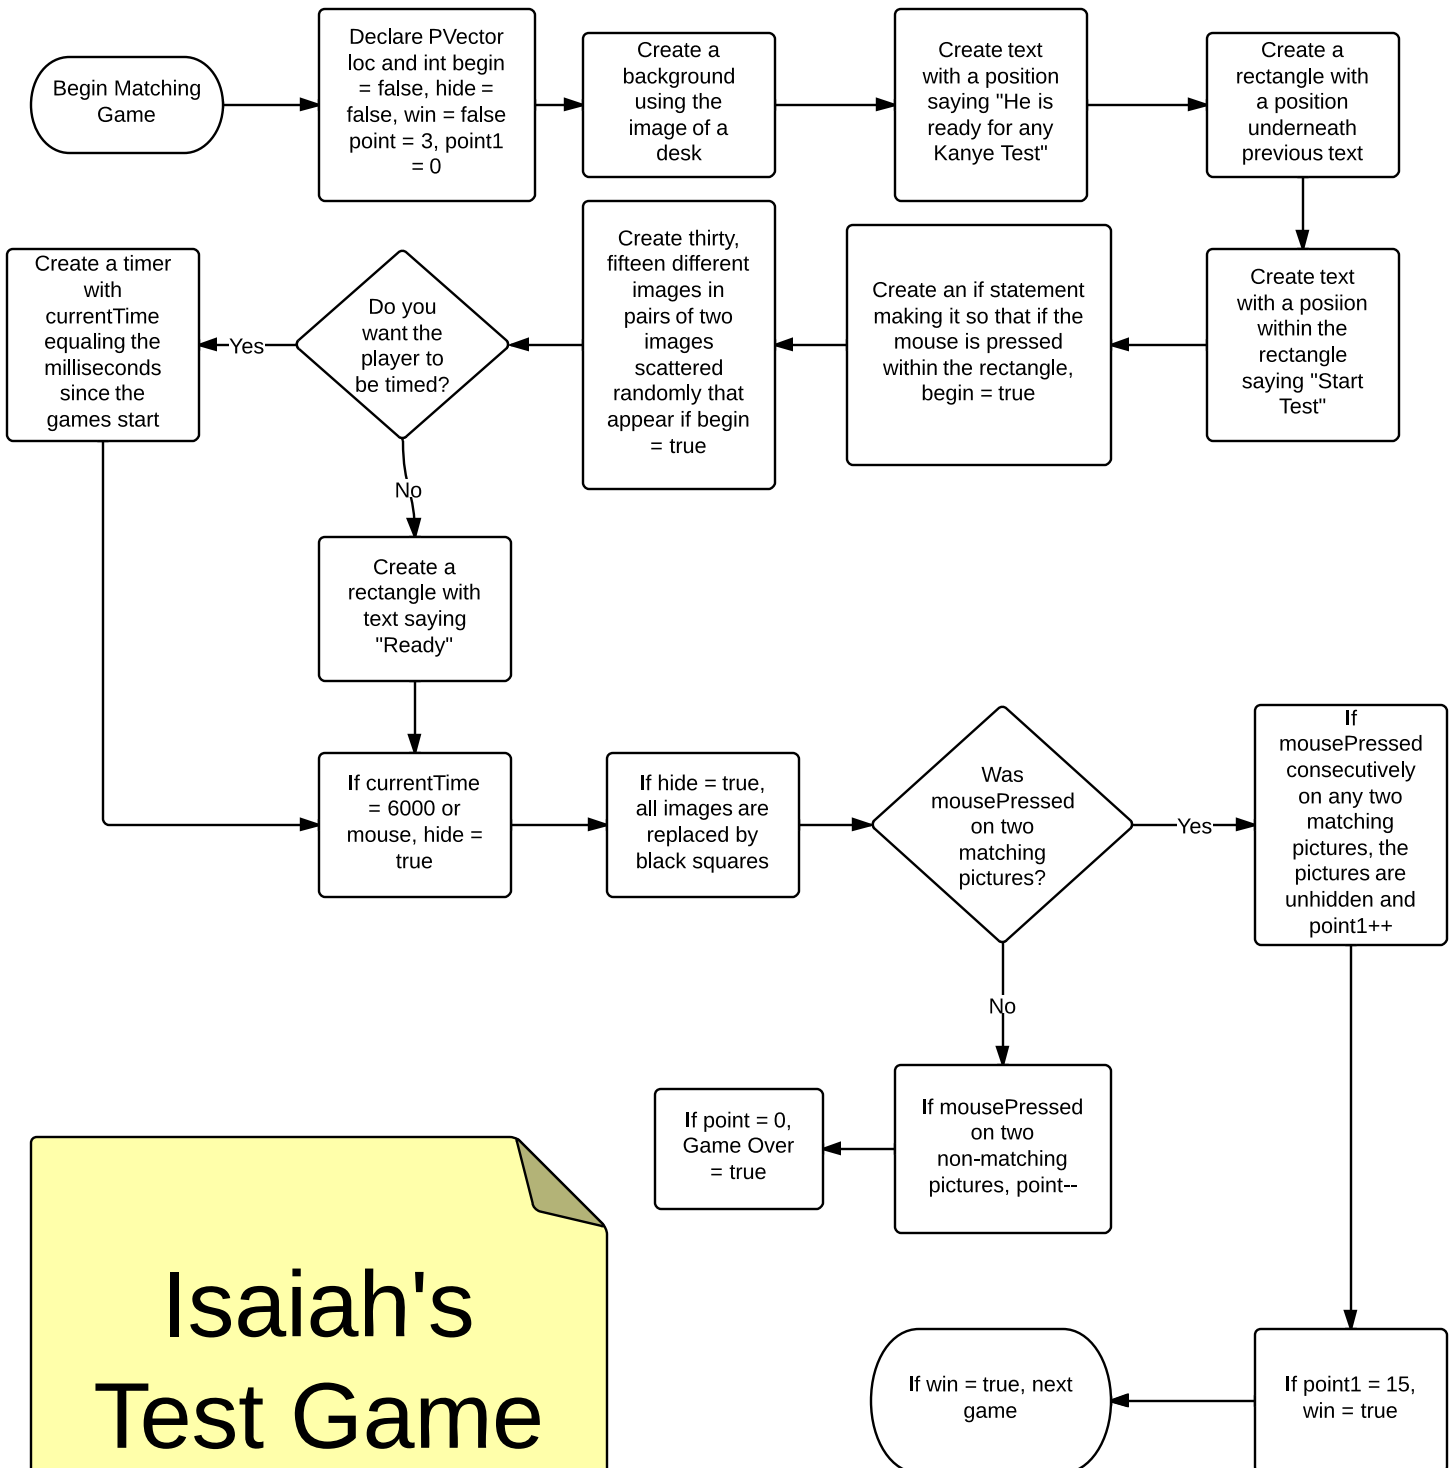 Begin Matching
Game
Declare PVector
loc and int begin
= false, hide =
false, win = false
point = 3, point1
= 0
Create a
background
using the
image of a
desk
Create text
with a position
saying "He is
ready for any
Kanye Test"
Create a
rectangle with
a position
underneath
previous text
Create text
with a posiion
within the
rectangle
saying "Start
Test"
Create an if statement
making it so that if the
mouse is pressed
within the rectangle,
begin = true
Create thirty,
fifteen different
images in
pairs of two
images
scattered
randomly that
appear if begin
= true
Do you
want the
player to
be timed?
Yes
Create a timer
with
currentTime
equaling the
milliseconds
since the
games start
No
Create a
rectangle with
text saying
"Ready"
If currentTime
= 6000 or
mouse, hide =
true
If hide = true,
all images are
replaced by
black squares
Was
mousePressed
on two
matching
pictures?
Yes
If
mousePressed
consecutively
on any two
matching
pictures, the
pictures are
unhidden and
point1++
No
If mousePressed
on two
non-matching
pictures, point--
If point = 0,
Game Over
= true
If point1 = 15,
win = true
If win = true, next
game
Isaiah's
Test Game